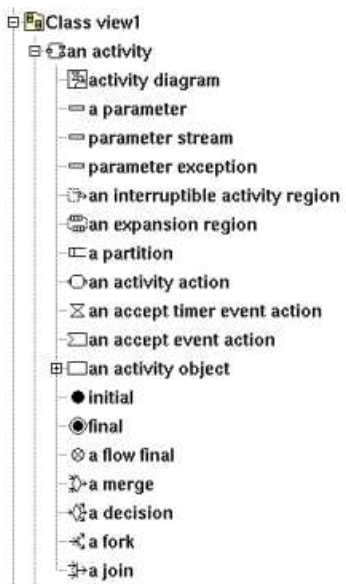 Class view1
an activity
activity diagram
a parameter
parameter stream
parameter exception
an interruptible activity region
an expansion region
a partition
an activity action
an accept timer event action
an accept event action
an activity object
initial
final
a flow final
a merge
a decision
a fork
a join